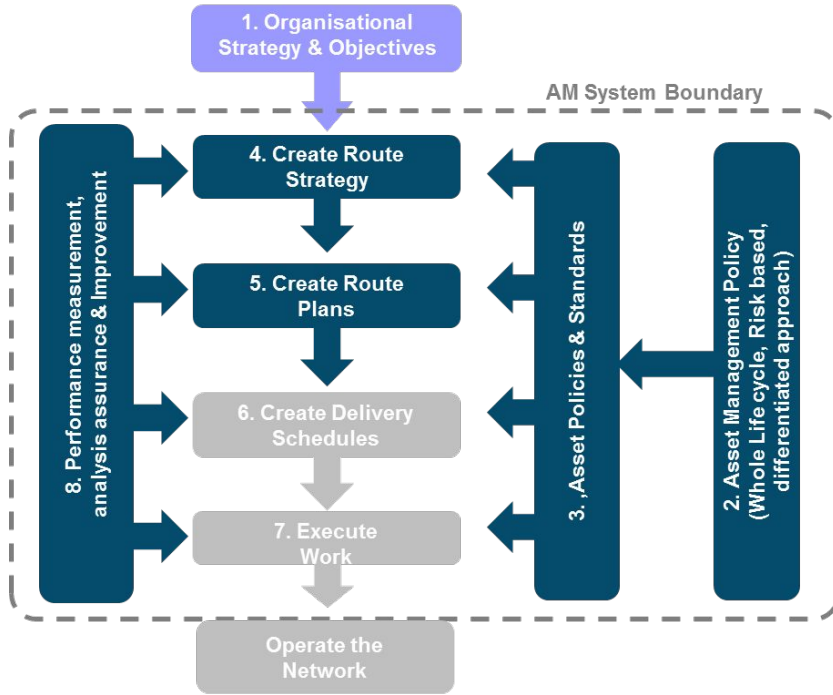 1. Organisational
Strategy & Objectives
AM System Boundary
4. Create Route
Strategy
5. Create Route
Plans
6. Create Delivery
Schedules
7. Execute
Work
Operate the
Network
8. Performance measurement,
analysis assurance & Improvement
3. ,Asset Policies & Standards
2. Asset Management Policy
(Whole Life cycle, Risk based,
differentiated approach)